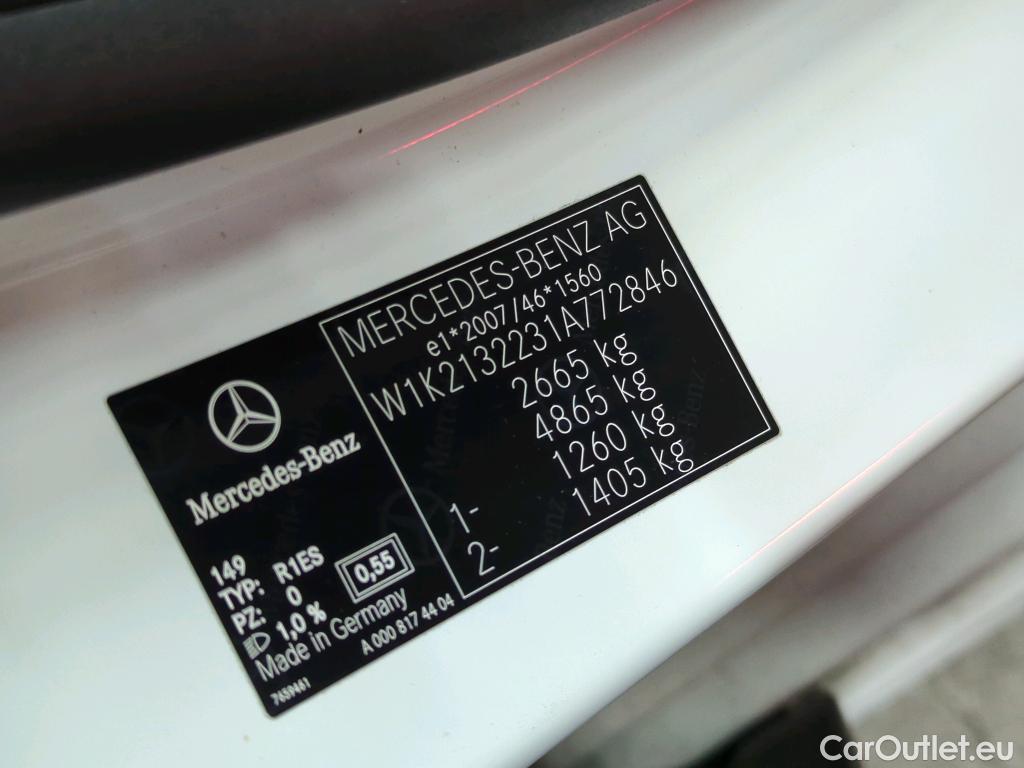 MERCEDES-BENZ AG
e1*2007/46*1560
W1K2132231A772846
2665 kg
4865 kg
1- 1260 kg
2- 1405 kg
Mercedes-Benz
149
TYP: R1ES
PZ: 0
1,0 %
0,55
Made in Germany
A 000 817 44 04
7659461
CarOutlet.eu